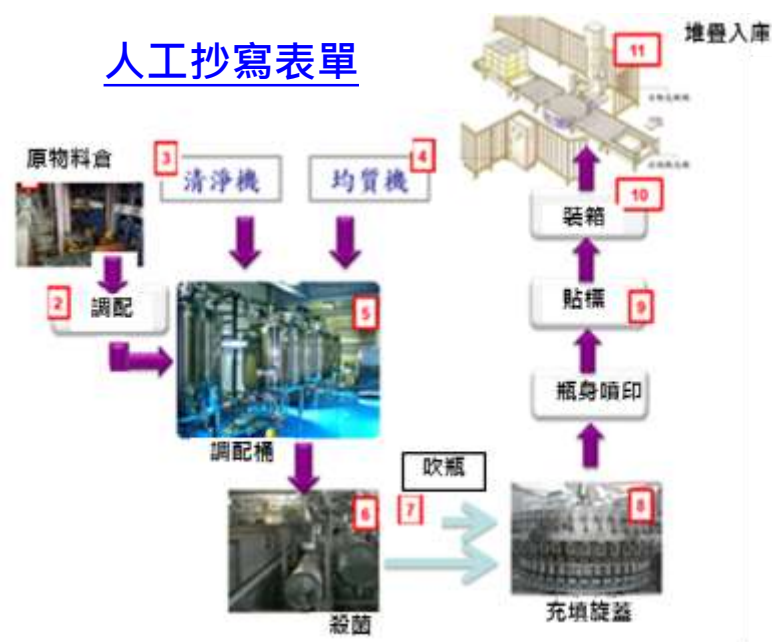 人工抄寫表單
11
堆疊入庫
原物料倉
3
清淨機
4
均質機
10
裝箱
2
調配
5
貼標
9
瓶身噴印
調配桶
吹瓶
6
7
8
殺菌
充填旋蓋